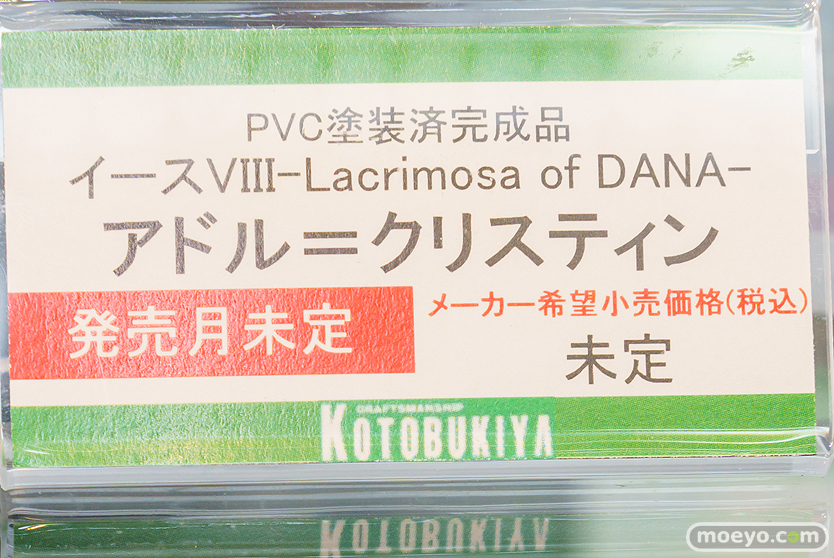 PVC塗装済完成品
イースVIII-Lacrimosa of DANA-
アドル＝クリスティン
発売月未定
メーカー希望小売価格(税込)
未定
CRAFTSMANSHIP
KOTOBUKIYA
KOTOBUKIYA
moeyo.com